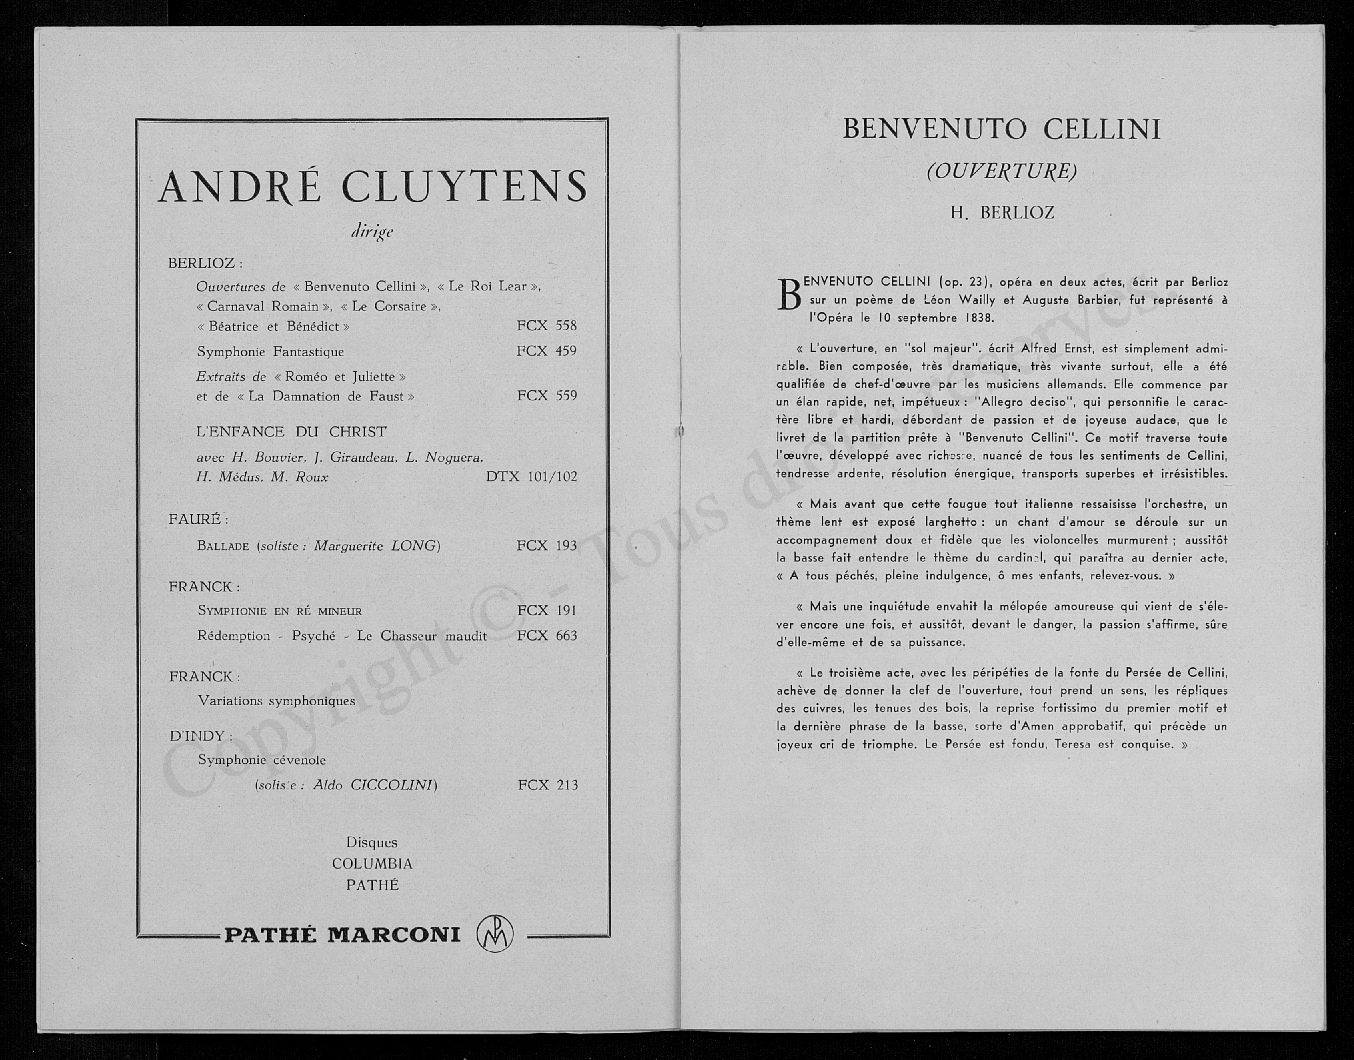 ANDRÉ CLUYTENS
dirige
BERLIOZ :
Ouvertures de « Benvenuto Cellini », « Le Roi Lear »,
« Carnaval Romain », « Le Corsaire »,
« Béatrice et Bénédict » FCX 558
Symphonie Fantastique FCX 459
Extraits de « Roméo et Juliette »
et de « La Damnation de Faust » FCX 559
L'ENFANCE DU CHRIST
avec H. Bouvier, J. Giraudeau, L. Noguera,
H. Médus, M. Roux DTX 101/102
FAURÉ :
BALLADE (soliste : Marguerite LONG) FCX 193
FRANCK :
SYMPHONIE EN RÉ MINEUR FCX 191
Rédemption - Psyché - Le Chasseur maudit FCX 663
FRANCK :
Variations symphoniques
D'INDY :
Symphonie cévenole
(soliste : Aldo CICCOLINI) FCX 213
Disques
COLUMBIA
PATHÉ
PATHÉ MARCONI
BENVENUTO CELLINI
(OUVERTURE)
H. BERLIOZ
BENVENUTO CELLINI (op. 23), opéra en deux actes, écrit par Berlioz
sur un poème de Léon Wailly et Auguste Barbier, fut représenté à
l'Opéra le 10 septembre 1838.
« L'ouverture, en "sol majeur". écrit Alfred Ernst, est simplement admi-
rable. Bien composée, très dramatique, très vivante surtout, elle a été
qualifiée de chef-d'œuvre par les musiciens allemands. Elle commence par
un élan rapide, net, impétueux : "Allegro deciso", qui personnifie le carac-
tère libre et hardi, débordant de passion et de joyeuse audace, que le
livret de la partition prête à "Benvenuto Cellini". Ce motif traverse toute
l'œuvre, développé avec richesse, nuancé de tous les sentiments de Cellini,
tendresse ardente, résolution énergique, transports superbes et irrésistibles.
« Mais avant que cette fougue tout italienne ressaisisse l'orchestre, un
thème lent est exposé larghetto : un chant d'amour se déroule sur un
accompagnement doux et fidèle que les violoncelles murmurent ; aussitôt
la basse fait entendre le thème du cardinal, qui paraîtra au dernier acte,
« A tous péchés, pleine indulgence, ô mes enfants, relevez-vous. »
« Mais une inquiétude envahit la mélopée amoureuse qui vient de s'éle-
ver encore une fois, et aussitôt, devant le danger, la passion s'affirme, sûre
d'elle-même et de sa puissance.
« Le troisième acte, avec les péripéties de la fonte du Persée de Cellini,
achève de donner la clef de l'ouverture, tout prend un sens, les répliques
des cuivres, les tenues des bois, la reprise fortissimo du premier motif et
la dernière phrase de la basse, sorte d'Amen approbatif, qui précède un
joyeux cri de triomphe. Le Persée est fondu, Teresa est conquise. »
Copyright © - Tous droits réservés